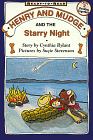 READY-TO-READ
HENRY AND MUDGE
AND THE
Starry Night
Story by Cynthia Rylant
Pictures by Suçie Stevenson